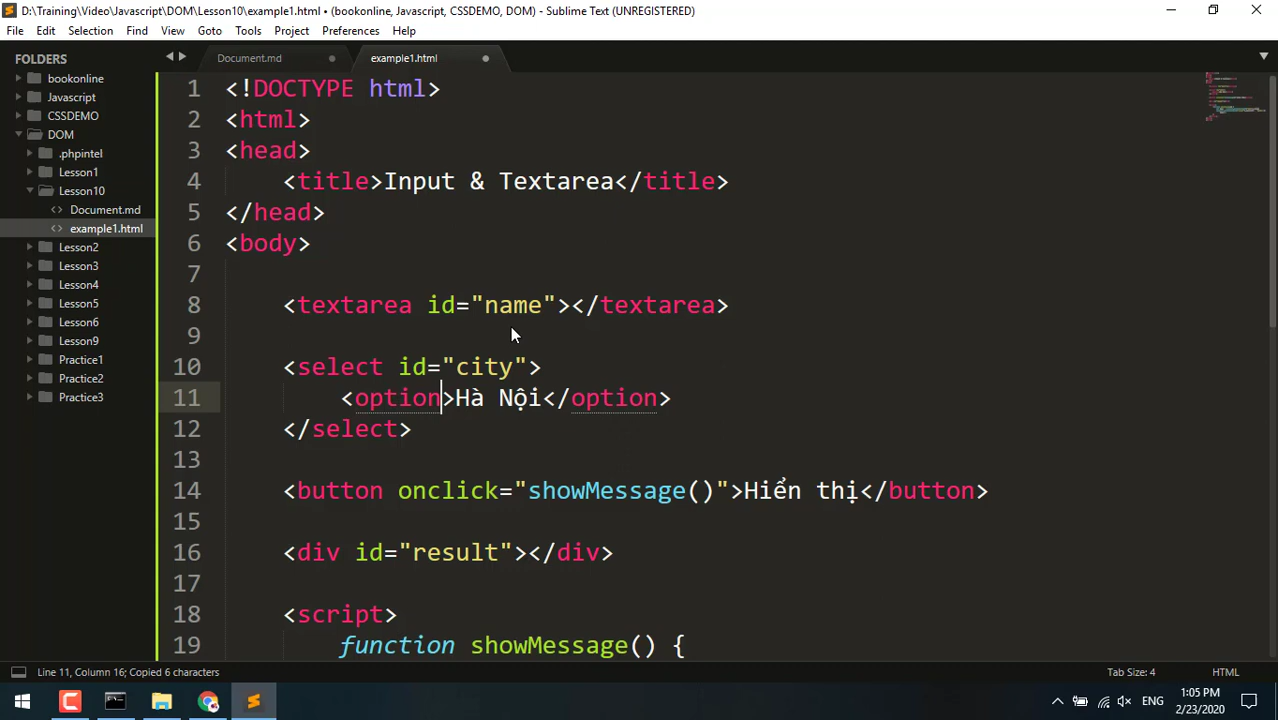 D:\Training\Video\Javascript\DOM\Lesson10\example1.html • (bookonline, Javascript, CSSDEMO, DOM) - Sublime Text (UNREGISTERED)
File Edit Selection Find View Goto Tools Project Preferences Help
FOLDERS
bookonline
Javascript
CSSDEMO
DOM
.phpintel
Lesson1
Lesson10
Document.md
example1.html
Lesson2
Lesson3
Lesson4
Lesson5
Lesson6
Lesson9
Practice1
Practice2
Practice3
Document.md
example1.html
1 <!DOCTYPE html>
2 <html>
3 <head>
4 <title>Input & Textarea</title>
5 </head>
6 <body>
7
8 <textarea id="name"></textarea>
9
10 <select id="city">
11 <option>Hà Nội</option>
12 </select>
13
14 <button onclick="showMessage()">Hiển thị</button>
15
16 <div id="result"></div>
17
18 <script>
19 function showMessage() {
Line 11, Column 16; Copied 6 characters
Tab Size: 4
HTML
ENG
1:05 PM
2/23/2020